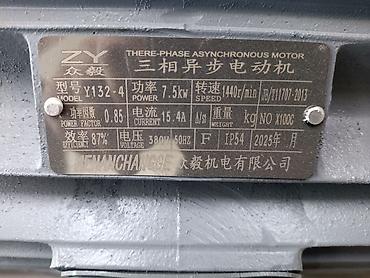 ZY THERE-PHASE ASYNCHRONOUS MOTOR
众毅 三相异步电动机
型号 Y132-4 功率 7.5kw 转速 1440r/min JB/T11707-2013
MODEL POWER
功率因数 0.85 电流 15.4A Δ/s 重量 kg NO X100C
POWER FACTOR CURRENT WEIGHT
效率 87% 电压 380V 50HZ F IP54 2025年 月
EFFICIENCY
众毅机电有限公司